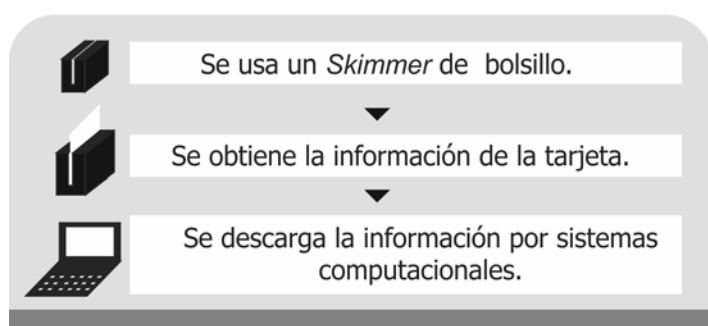 Se usa un Skimmer de bolsillo.
Se obtiene la información de la tarjeta.
Se descarga la información por sistemas
computacionales.